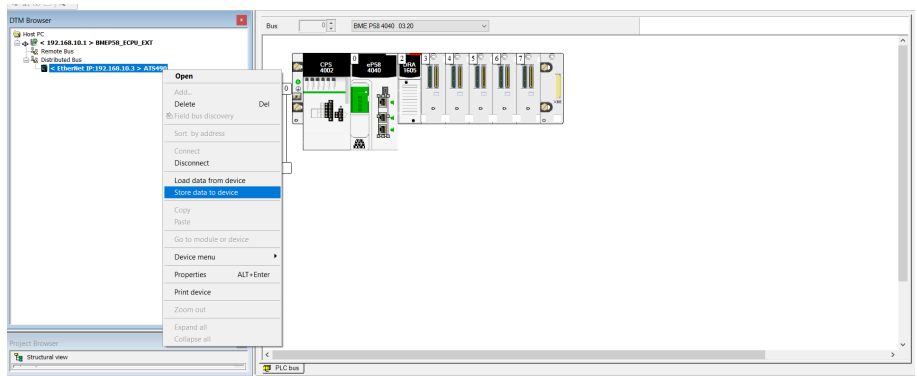 DTM Browser
Host PC
< 192.168.10.1 > BMEP58_ECPU_EXT
Remote Bus
Distributed Bus
< EtherNet IP:192.168.10.3 > ATS490
Open
Add...
Delete Del
Field bus discovery
Sort by address
Connect
Disconnect
Load data from device
Store data to device
Copy
Paste
Go to module or device
Device menu
Properties ALT+Enter
Print device
Zoom out
Expand all
Collapse all
Project Browser
Structural view
Bus: 0 BME P58 4040 03.20
0
CPS 4002
0
eP58 4040
2
DRA 1605
3
4
5
6
7
XBE
PLC bus